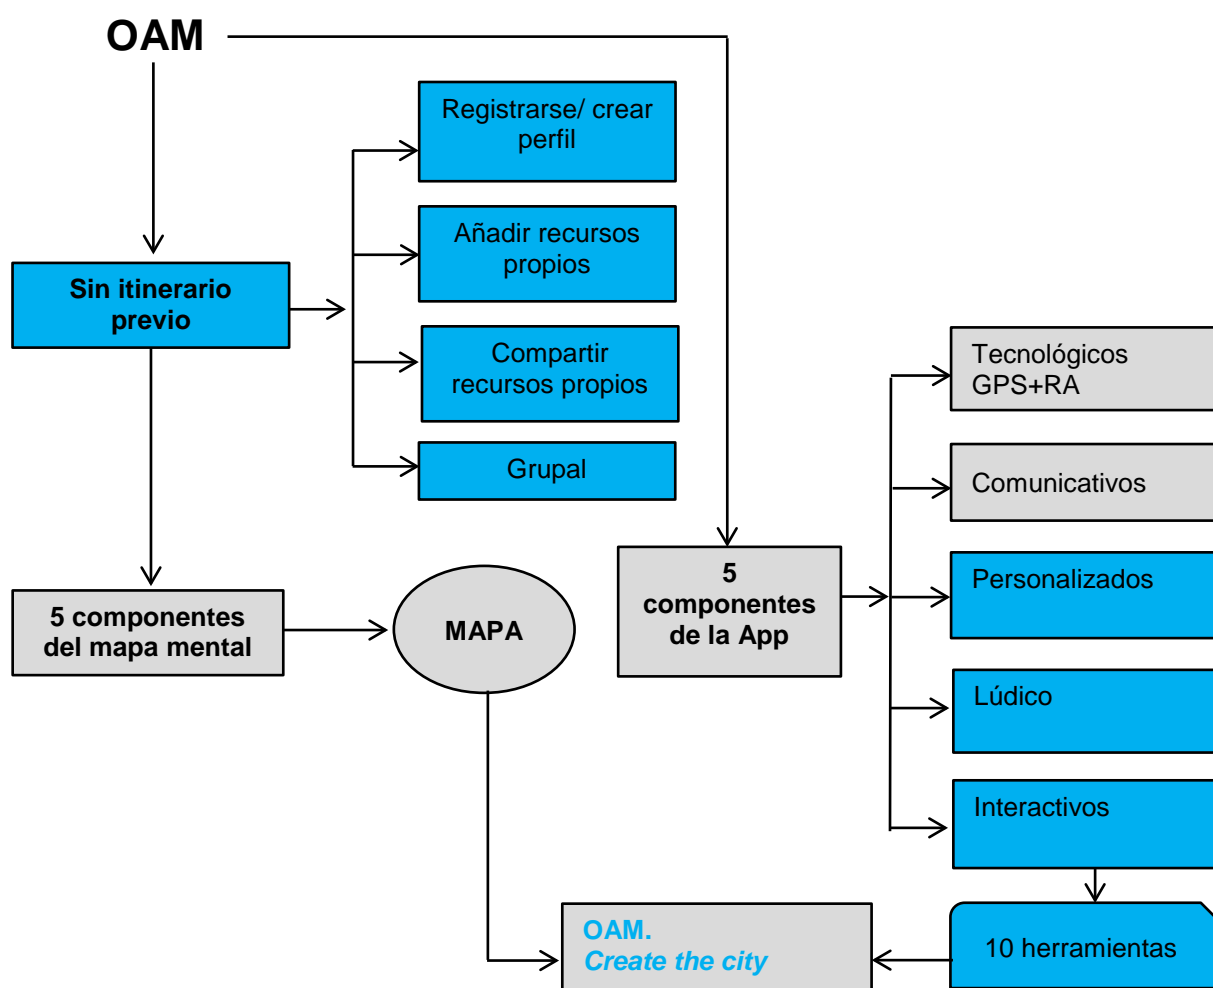 OAM
Registrarse/ crear
perfil
Añadir recursos
propios
Sin itinerario
previo
Compartir
recursos propios
Grupal
Tecnológicos
GPS+RA
Comunicativos
Personalizados
Lúdico
Interactivos
5
componentes
de la App
5 componentes
del mapa mental
MAPA
OAM.
Create the city
10 herramientas